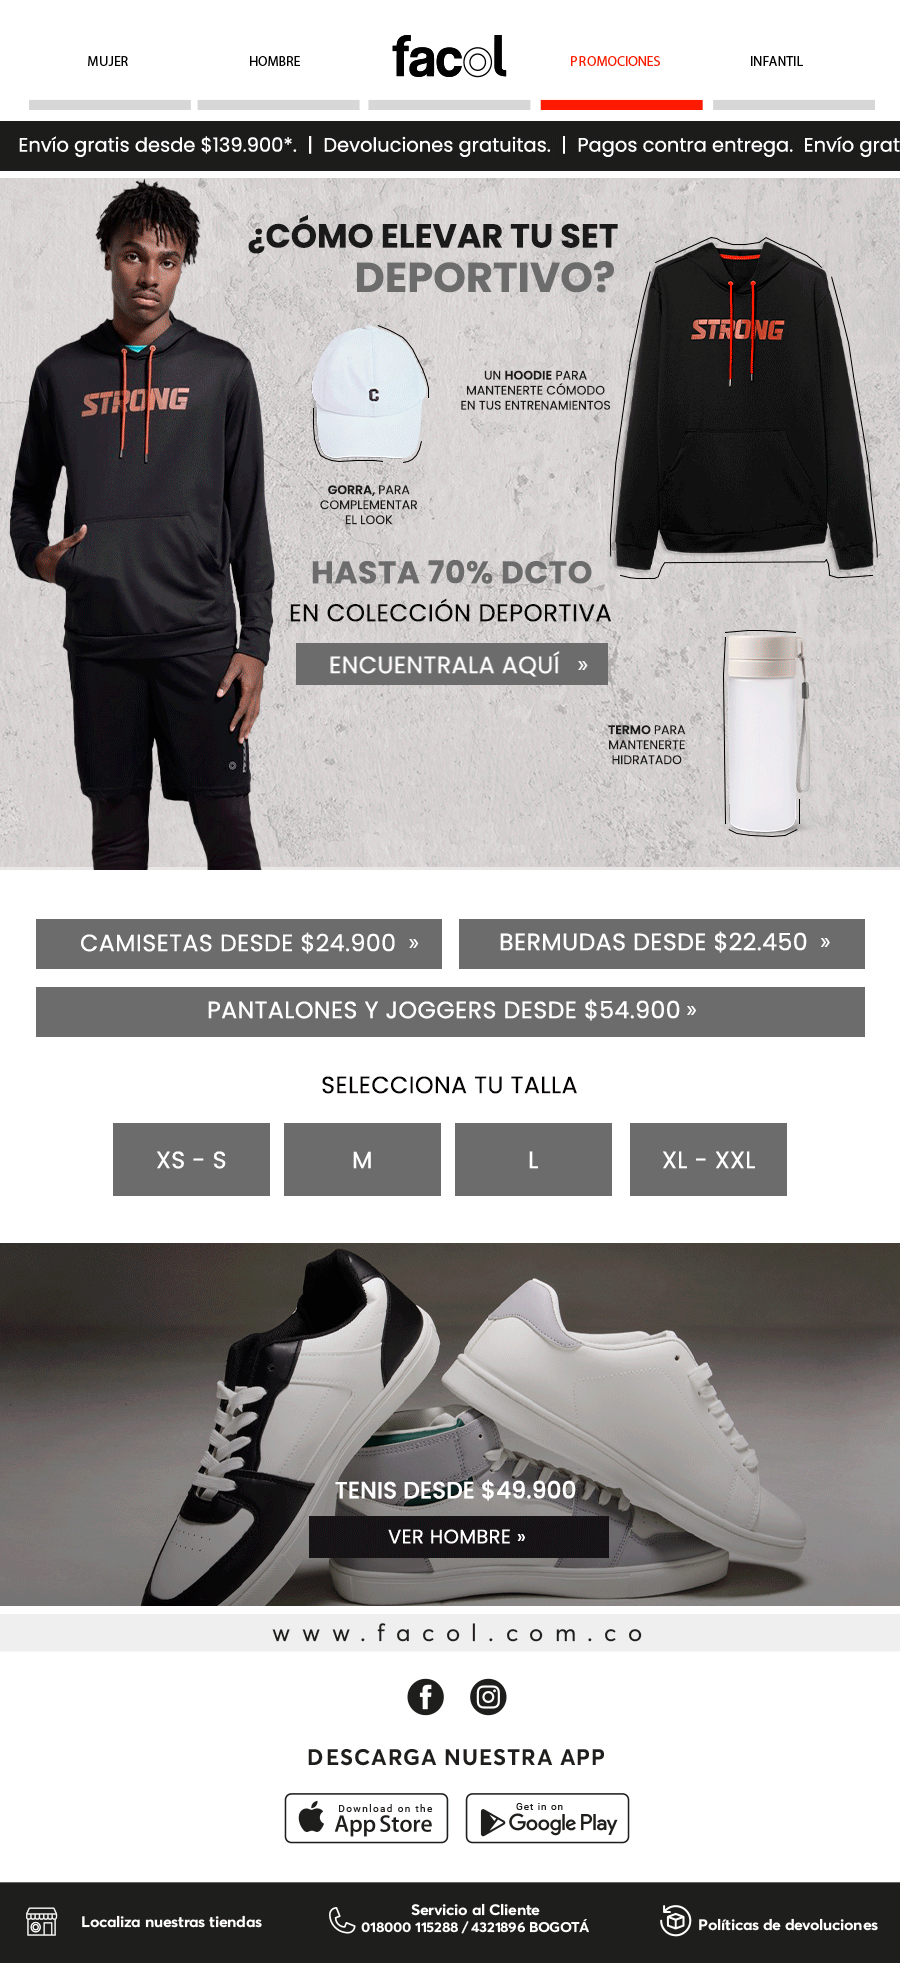 MUJER
HOMBRE
facol
PROMOCIONES
INFANTIL
Envío gratis desde $139.900*. | Devoluciones gratuitas. | Pagos contra entrega. Envío grat
¿CÓMO ELEVAR TU SET
DEPORTIVO?
STRONG
C
UN HOODIE PARA
MANTENERTE CÓMODO
EN TUS ENTRENAMIENTOS
STRONG
GORRA, PARA
COMPLEMENTAR
EL LOOK
HASTA 70% DCTO
EN COLECCIÓN DEPORTIVA
ENCUENTRALA AQUÍ »
TERMO PARA
MANTENERTE
HIDRATADO
CAMISETAS DESDE $24.900 »
BERMUDAS DESDE $22.450 »
PANTALONES Y JOGGERS DESDE $54.900 »
SELECCIONA TU TALLA
XS - S
M
L
XL - XXL
TENIS DESDE $49.900
VER HOMBRE »
www.facol.com.co
DESCARGA NUESTRA APP
Download on the
App Store
Get in on
Google Play
Localiza nuestras tiendas
Servicio al Cliente
018000 115288 / 4321896 BOGOTÁ
Políticas de devoluciones